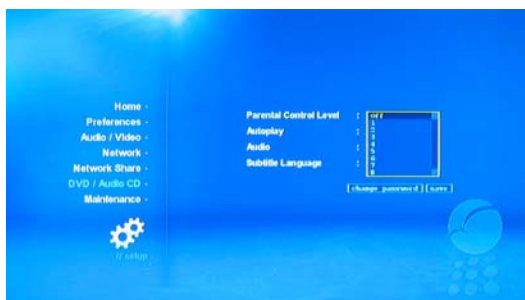 Home -
Preferences -
Audio / Video -
Network -
Network Share -
DVD / Audio CD -
Maintenance -
// setup
Parental Control Level :
Autoplay :
Audio :
Subtitle Language :
off
1
2
3
4
5
6
7
8
[change password] [save]